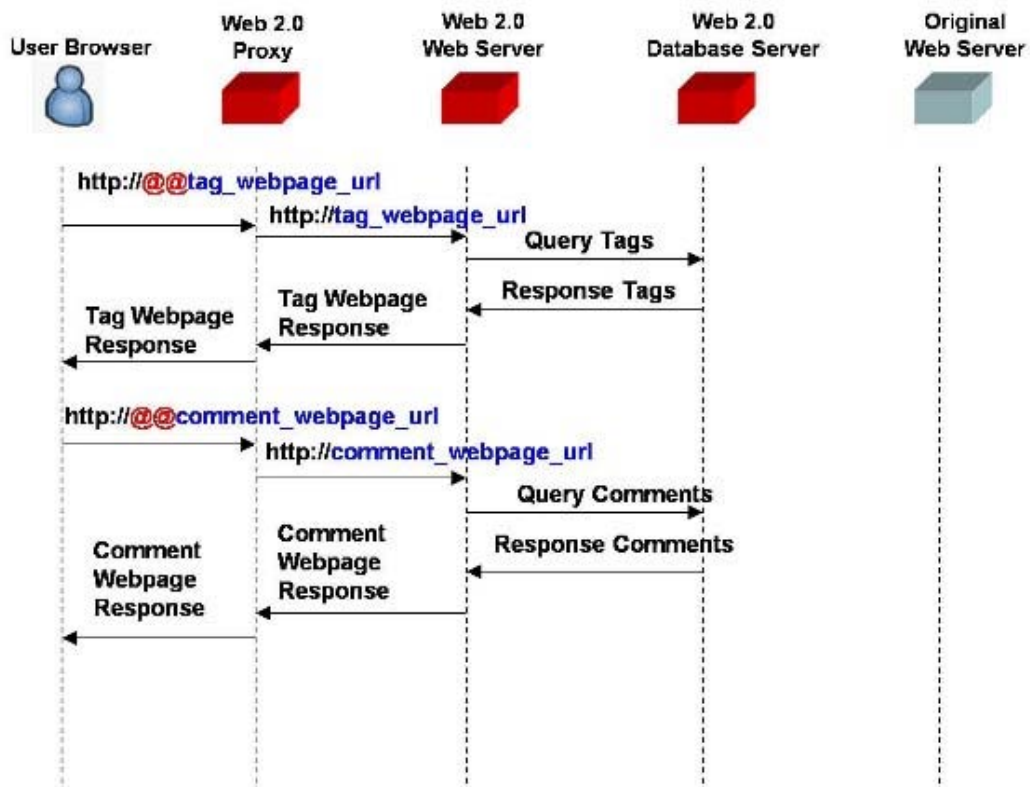 User Browser
Web 2.0
Proxy
Web 2.0
Web Server
Web 2.0
Database Server
Original
Web Server
http://@@tag_webpage_url
http://tag_webpage_url
Query Tags
Response Tags
Tag Webpage
Response
Tag Webpage
Response
http://@@comment_webpage_url
http://comment_webpage_url
Query Comments
Response Comments
Comment
Webpage
Response
Comment
Webpage
Response